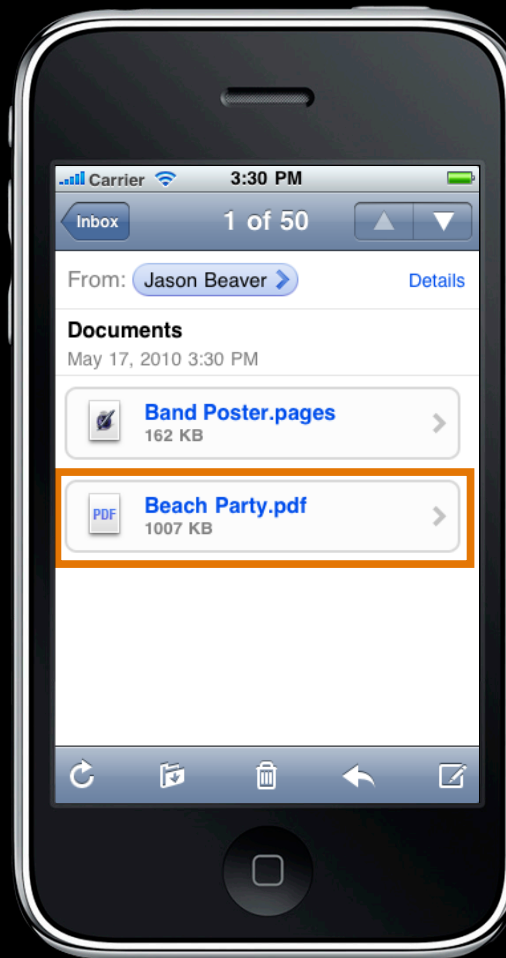 Carrier 3:30 PM
Inbox 1 of 50
From: Jason Beaver Details
Documents
May 17, 2010 3:30 PM
Band Poster.pages
162 KB
PDF Beach Party.pdf
1007 KB